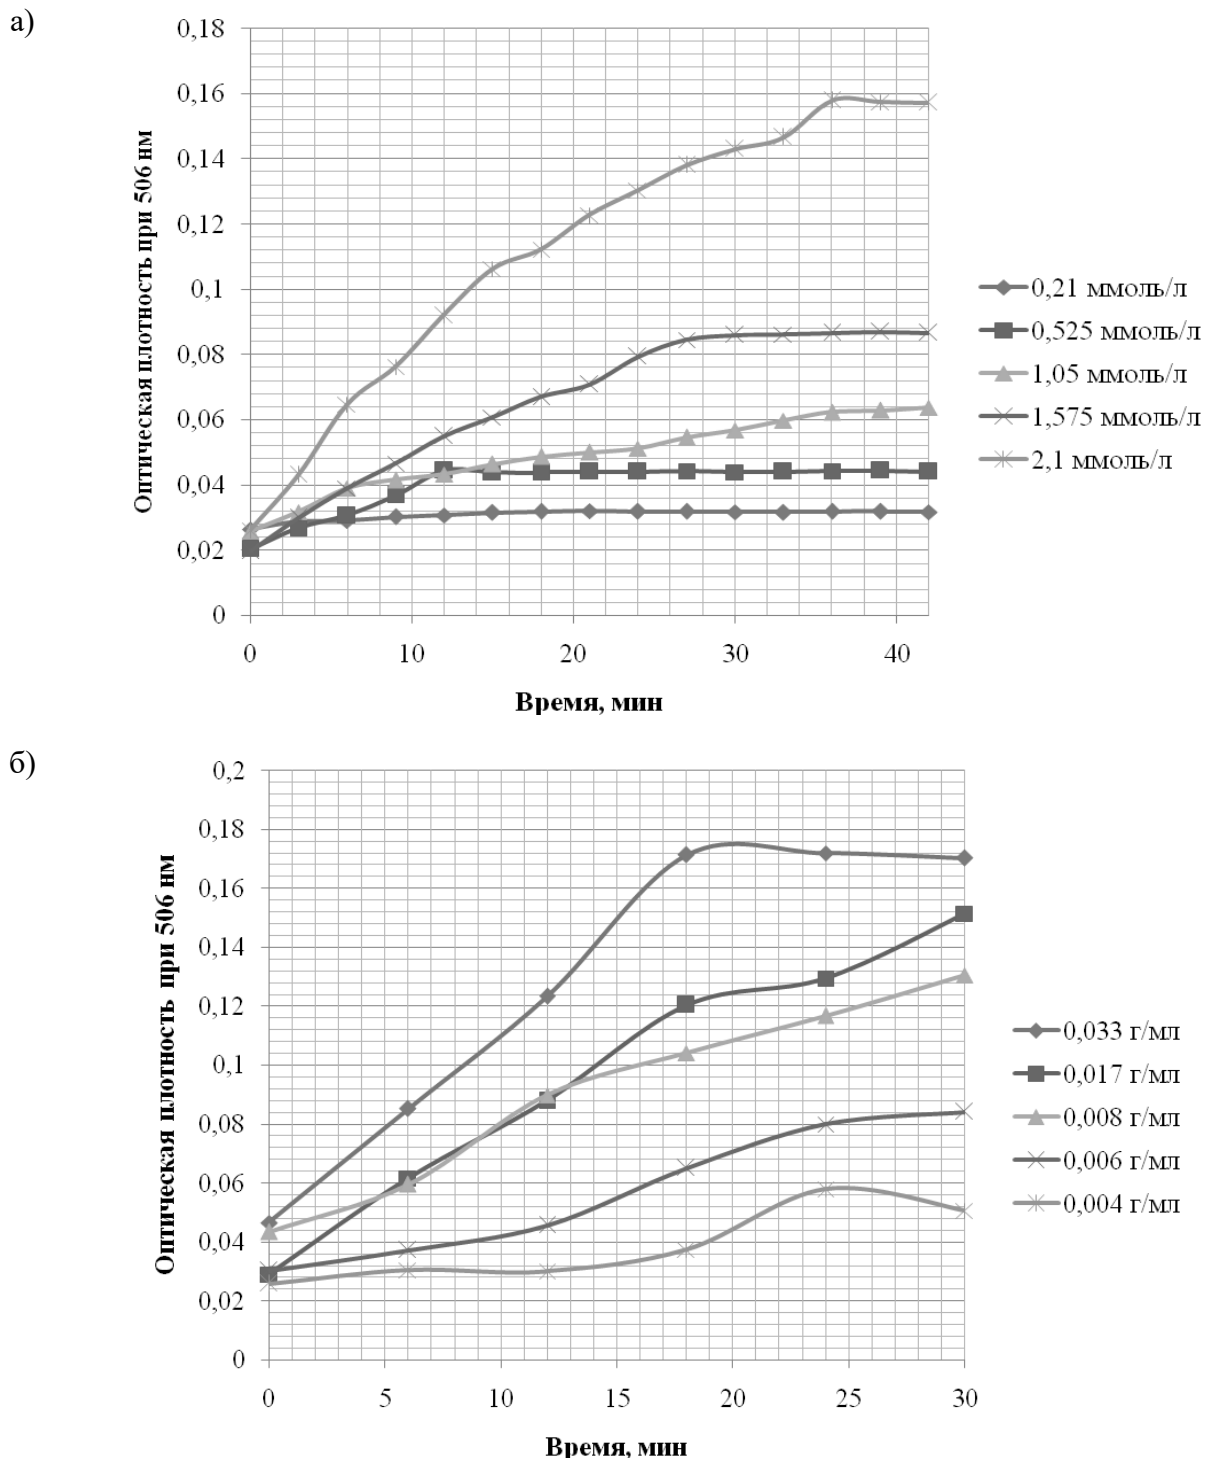 а)
0,18
0,16
0,14
0,12
0,1
0,08
0,06
0,04
0,02
0
Оптическая плотность при 506 нм
0 10 20 30 40
Время, мин
0,21 ммоль/л
0,525 ммоль/л
1,05 ммоль/л
1,575 ммоль/л
2,1 ммоль/л
б)
0,2
0,18
0,16
0,14
0,12
0,1
0,08
0,06
0,04
0,02
0
Оптическая плотность при 506 нм
0 5 10 15 20 25 30
Время, мин
0,033 г/мл
0,017 г/мл
0,008 г/мл
0,006 г/мл
0,004 г/мл